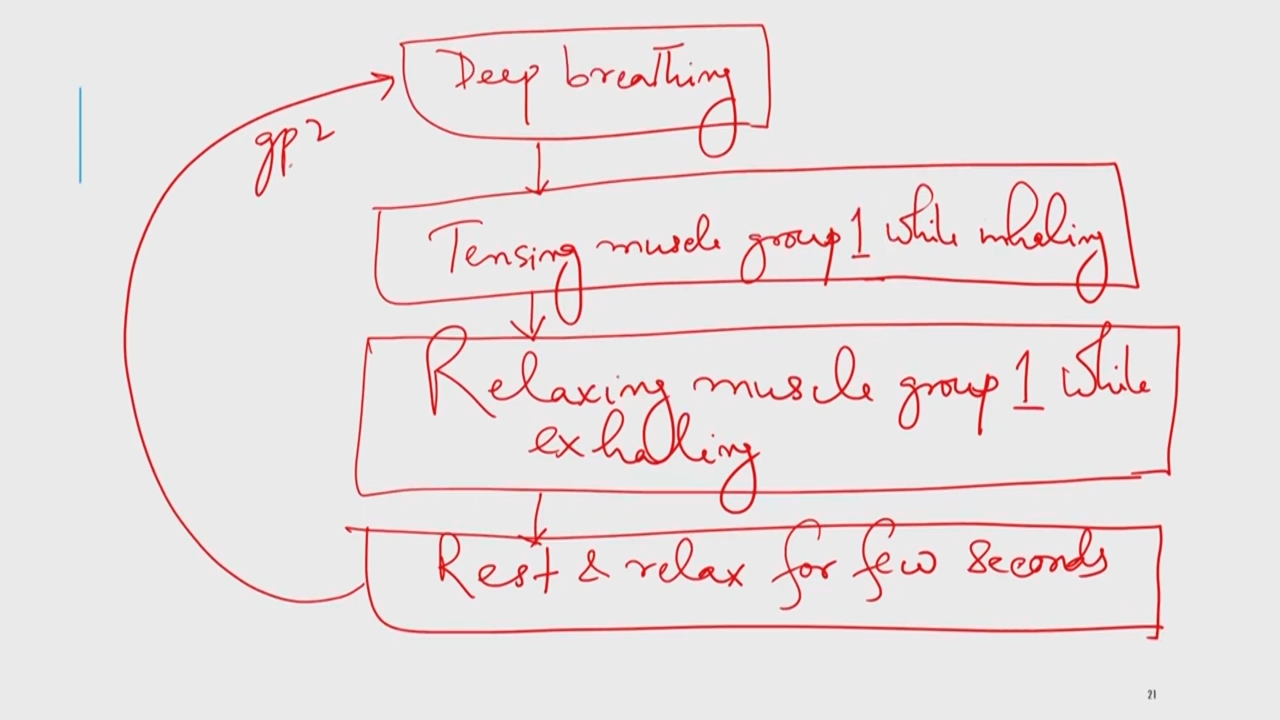 Deep breathing
gp.2
Tensing muscle group 1 while inhaling
Relaxing muscle group 1 while
exhaling
Rest & relax for few seconds
21